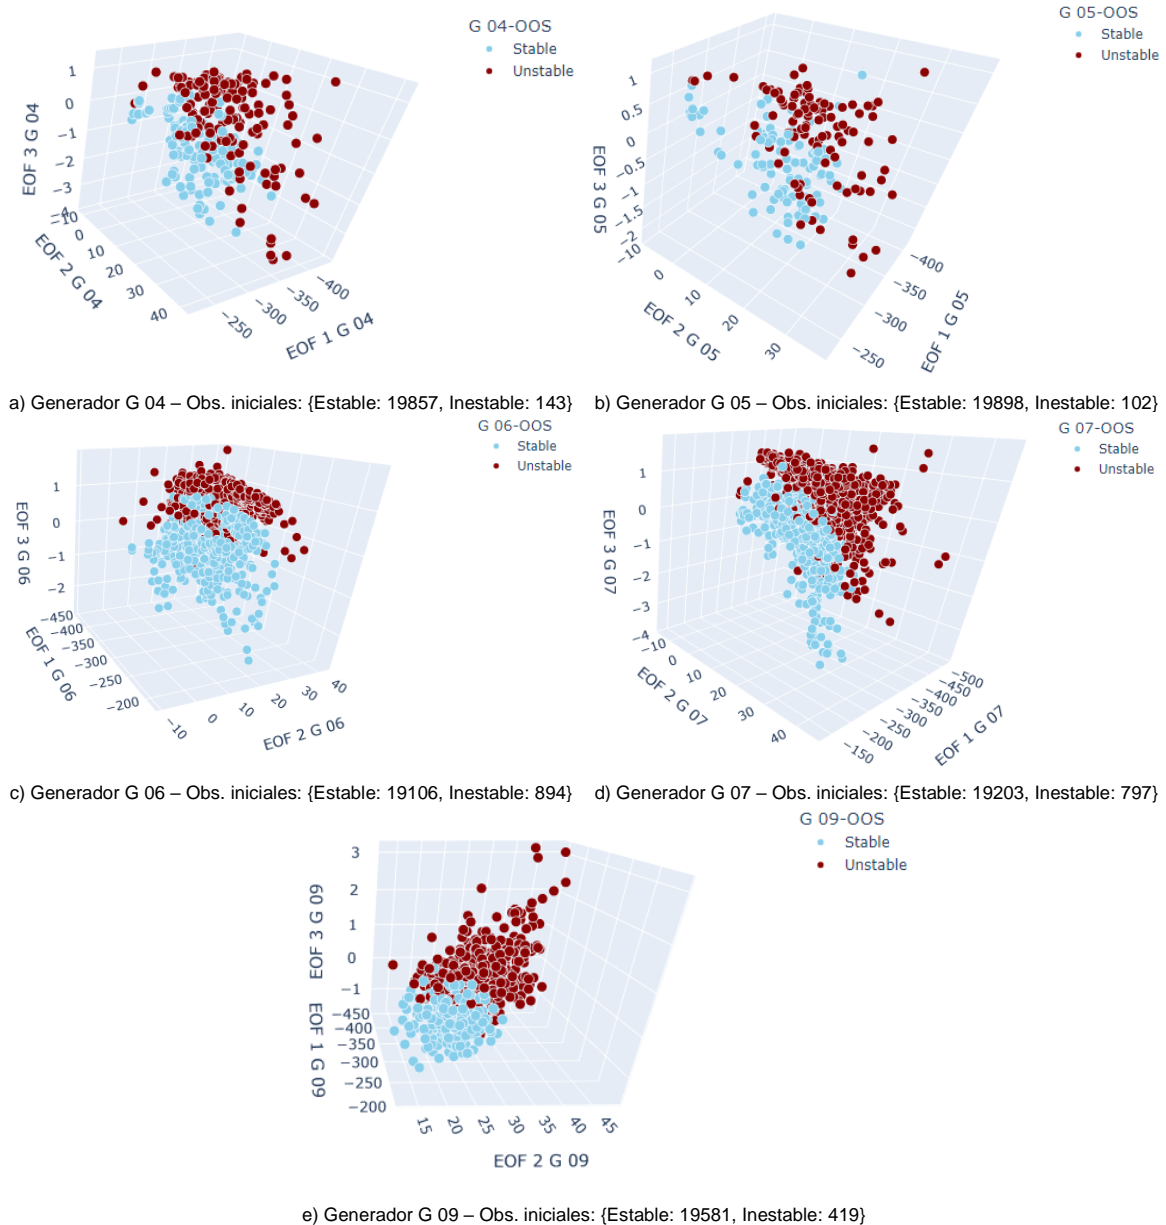 G 04-OOS
Stable
Unstable
1
0
−1
−2
−3
−4
EOF 3 G 04
−10
0
10
20
30
40
EOF 2 G 04
−250
−300
−350
−400
EOF 1 G 04
G 05-OOS
Stable
Unstable
1
0.5
0
−0.5
−1
−1.5
−2
EOF 3 G 05
−10
0
10
20
30
EOF 2 G 05
−400
−350
−300
−250
EOF 1 G 05
a) Generador G 04 – Obs. iniciales: {Estable: 19857, Inestable: 143}
b) Generador G 05 – Obs. iniciales: {Estable: 19898, Inestable: 102}
G 06-OOS
Stable
Unstable
1
0
−1
−2
EOF 3 G 06
−450
−400
−350
−300
−250
−200
EOF 1 G 06
−10
0
10
20
30
40
EOF 2 G 06
G 07-OOS
Stable
Unstable
1
0
−1
−2
−3
−4
EOF 3 G 07
−10
0
10
20
30
40
EOF 2 G 07
−500
−450
−400
−350
−300
−250
−200
−150
EOF 1 G 07
c) Generador G 06 – Obs. iniciales: {Estable: 19106, Inestable: 894}
d) Generador G 07 – Obs. iniciales: {Estable: 19203, Inestable: 797}
G 09-OOS
Stable
Unstable
3
2
1
0
−1
EOF 3 G 09
−450
−400
−350
−300
−250
−200
EOF 1 G 09
15
20
25
30
35
40
45
EOF 2 G 09
e) Generador G 09 – Obs. iniciales: {Estable: 19581, Inestable: 419}